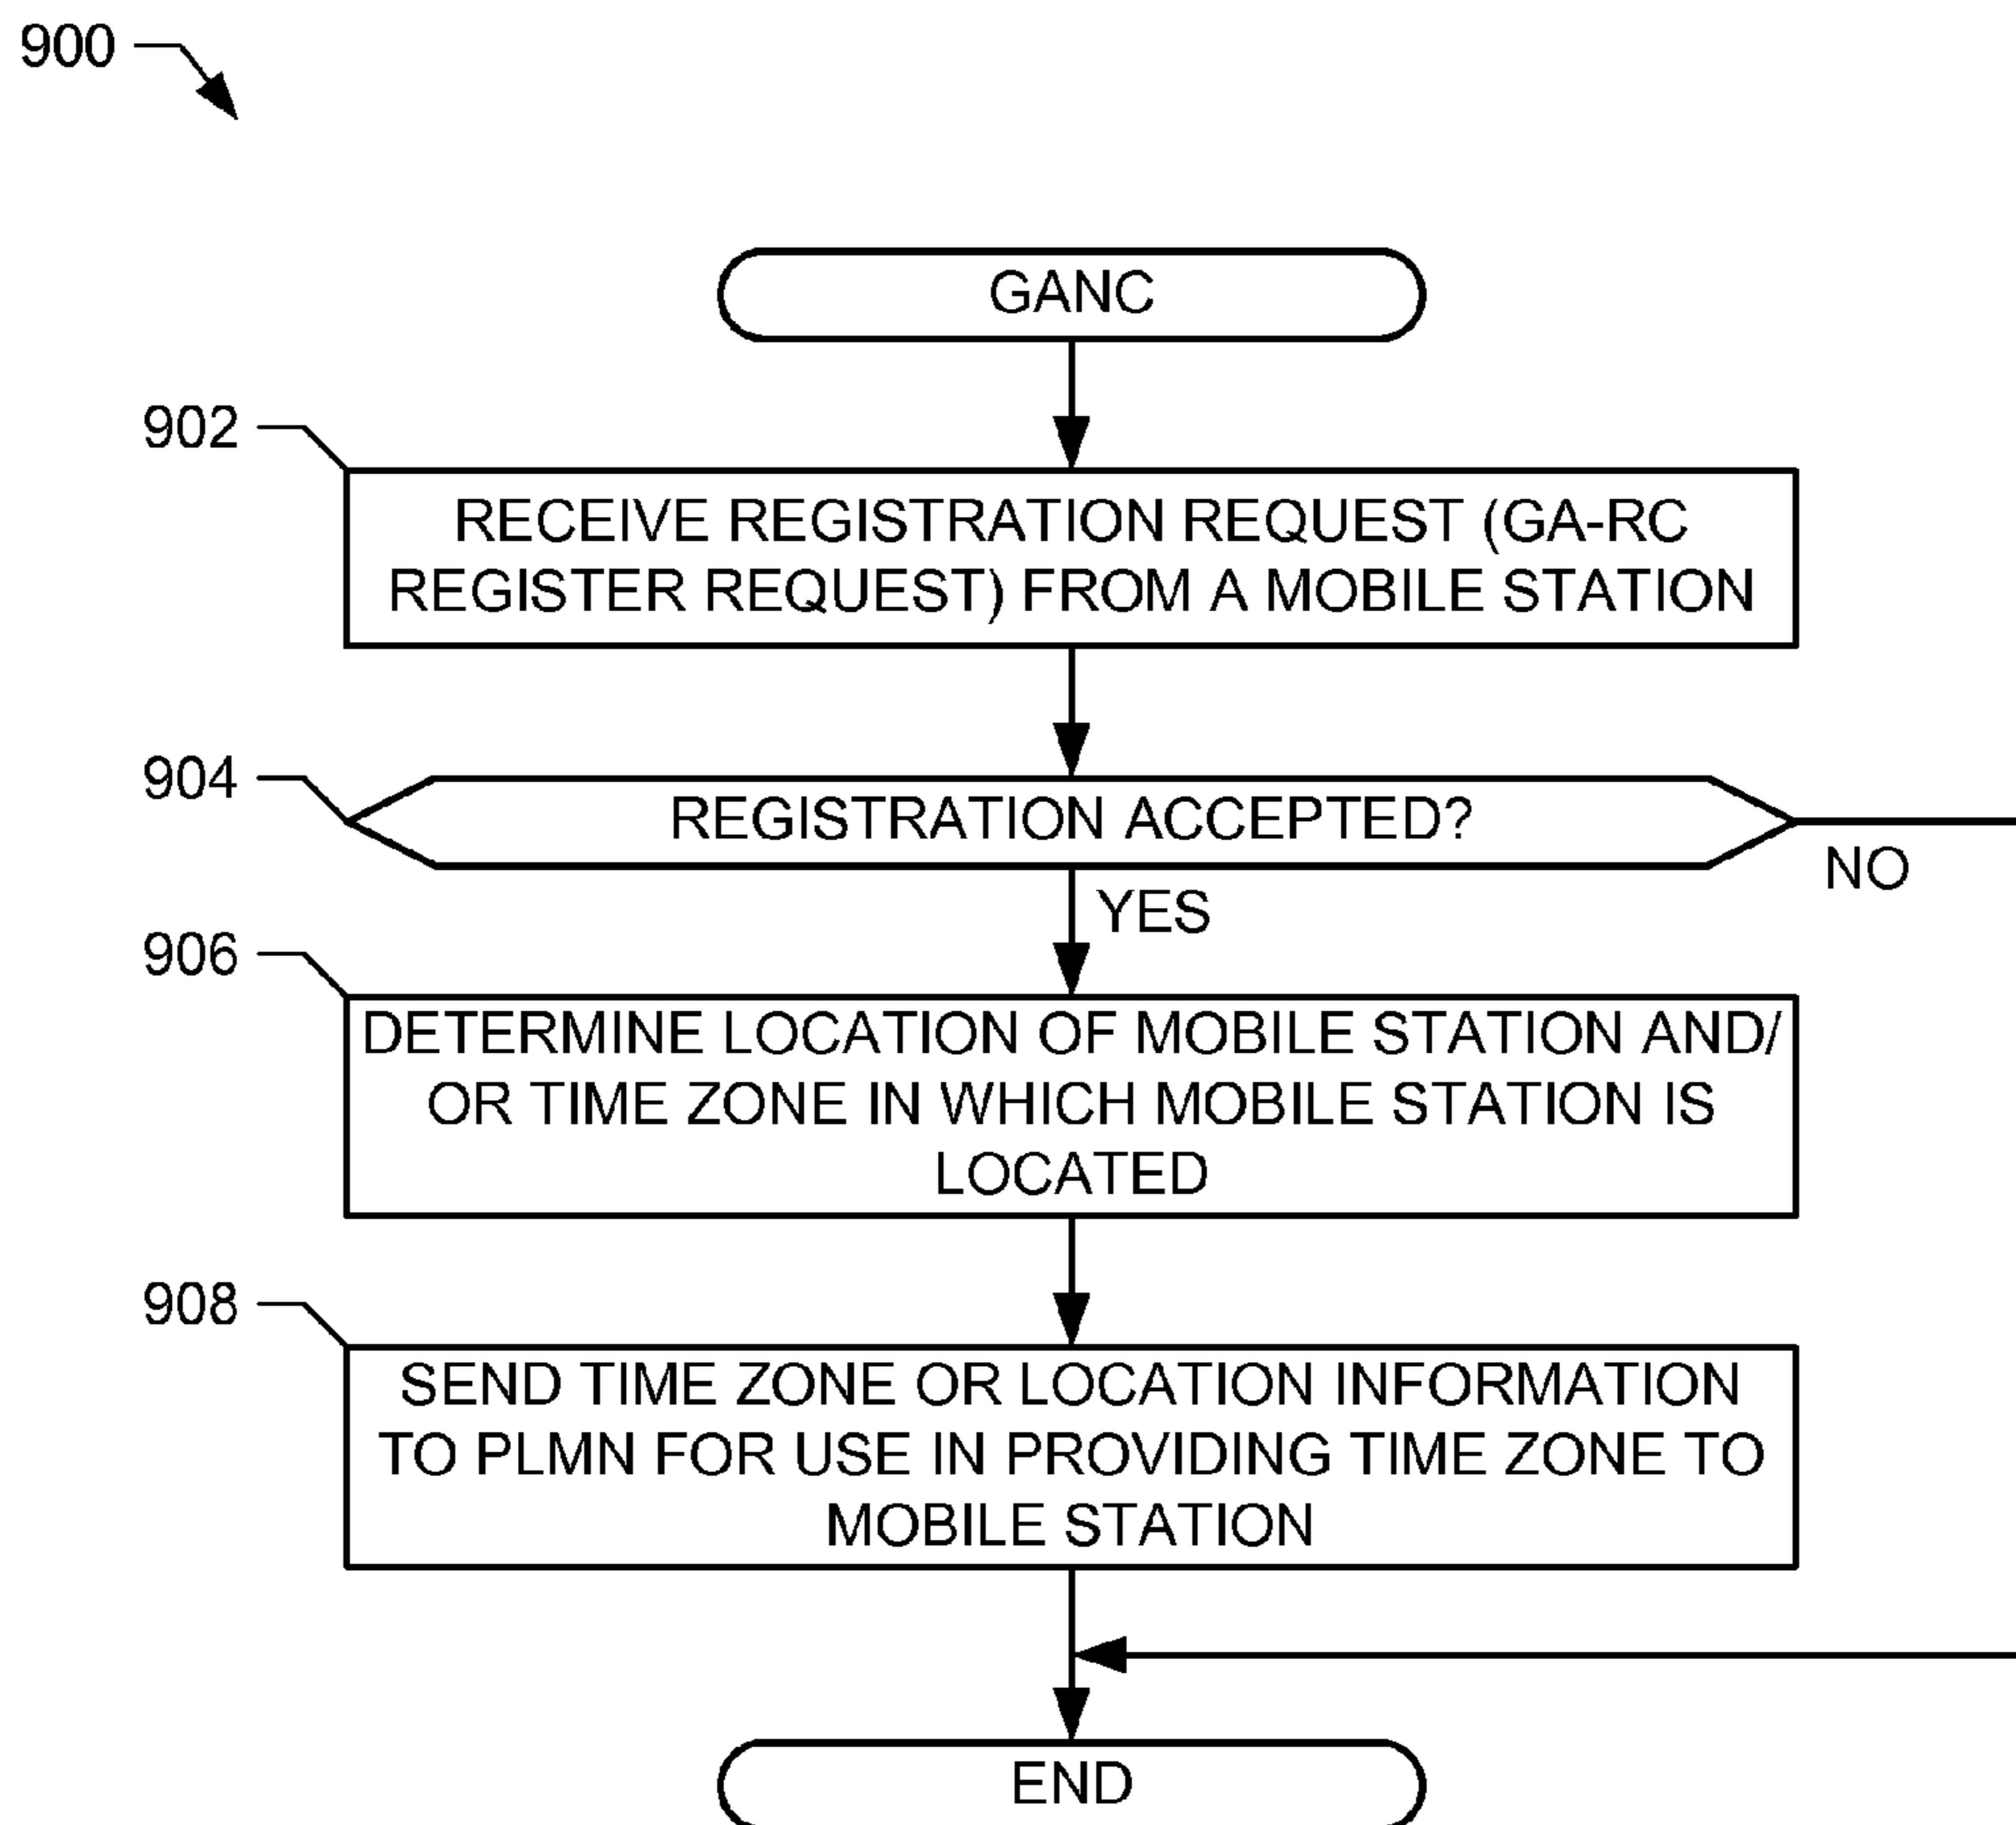 900
GANC
902
RECEIVE REGISTRATION REQUEST (GA-RC
REGISTER REQUEST) FROM A MOBILE STATION
904
REGISTRATION ACCEPTED?
NO
YES
906
DETERMINE LOCATION OF MOBILE STATION AND/
OR TIME ZONE IN WHICH MOBILE STATION IS
LOCATED
908
SEND TIME ZONE OR LOCATION INFORMATION
TO PLMN FOR USE IN PROVIDING TIME ZONE TO
MOBILE STATION
END